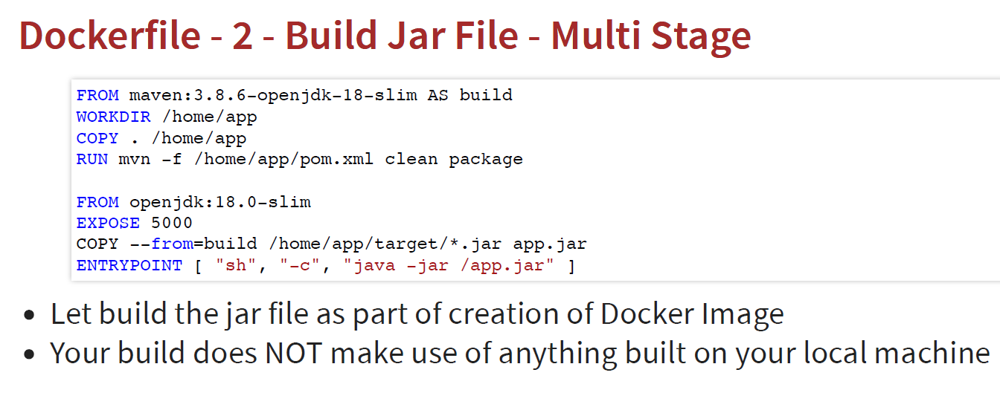 Dockerfile - 2 - Build Jar File - Multi Stage
FROM maven:3.8.6-openjdk-18-slim AS build
WORKDIR /home/app
COPY . /home/app
RUN mvn -f /home/app/pom.xml clean package
FROM openjdk:18.0-slim
EXPOSE 5000
COPY --from=build /home/app/target/*.jar app.jar
ENTRYPOINT [ "sh", "-c", "java -jar /app.jar" ]
• Let build the jar file as part of creation of Docker Image
• Your build does NOT make use of anything built on your local machine